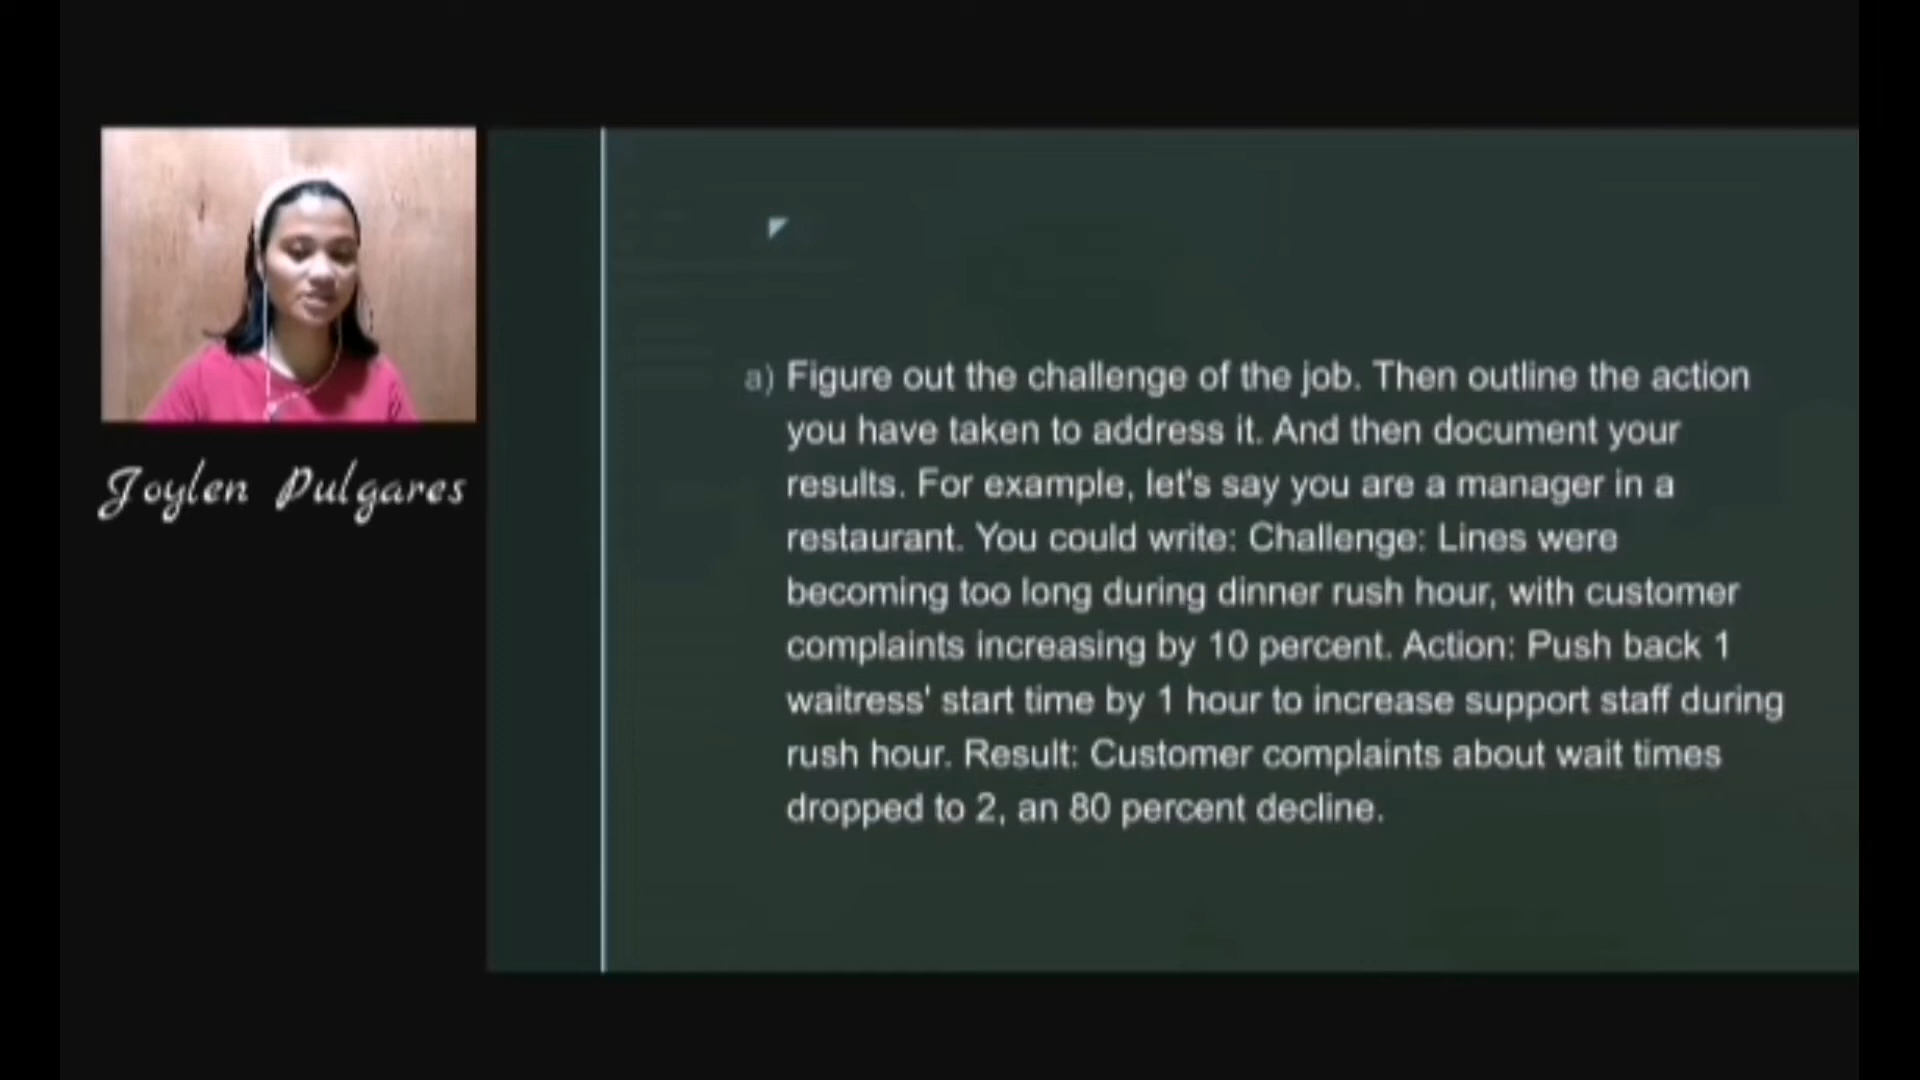 Joylen Pulgares
a) Figure out the challenge of the job. Then outline the action
you have taken to address it. And then document your
results. For example, let's say you are a manager in a
restaurant. You could write: Challenge: Lines were
becoming too long during dinner rush hour, with customer
complaints increasing by 10 percent. Action: Push back 1
waitress' start time by 1 hour to increase support staff during
rush hour. Result: Customer complaints about wait times
dropped to 2, an 80 percent decline.